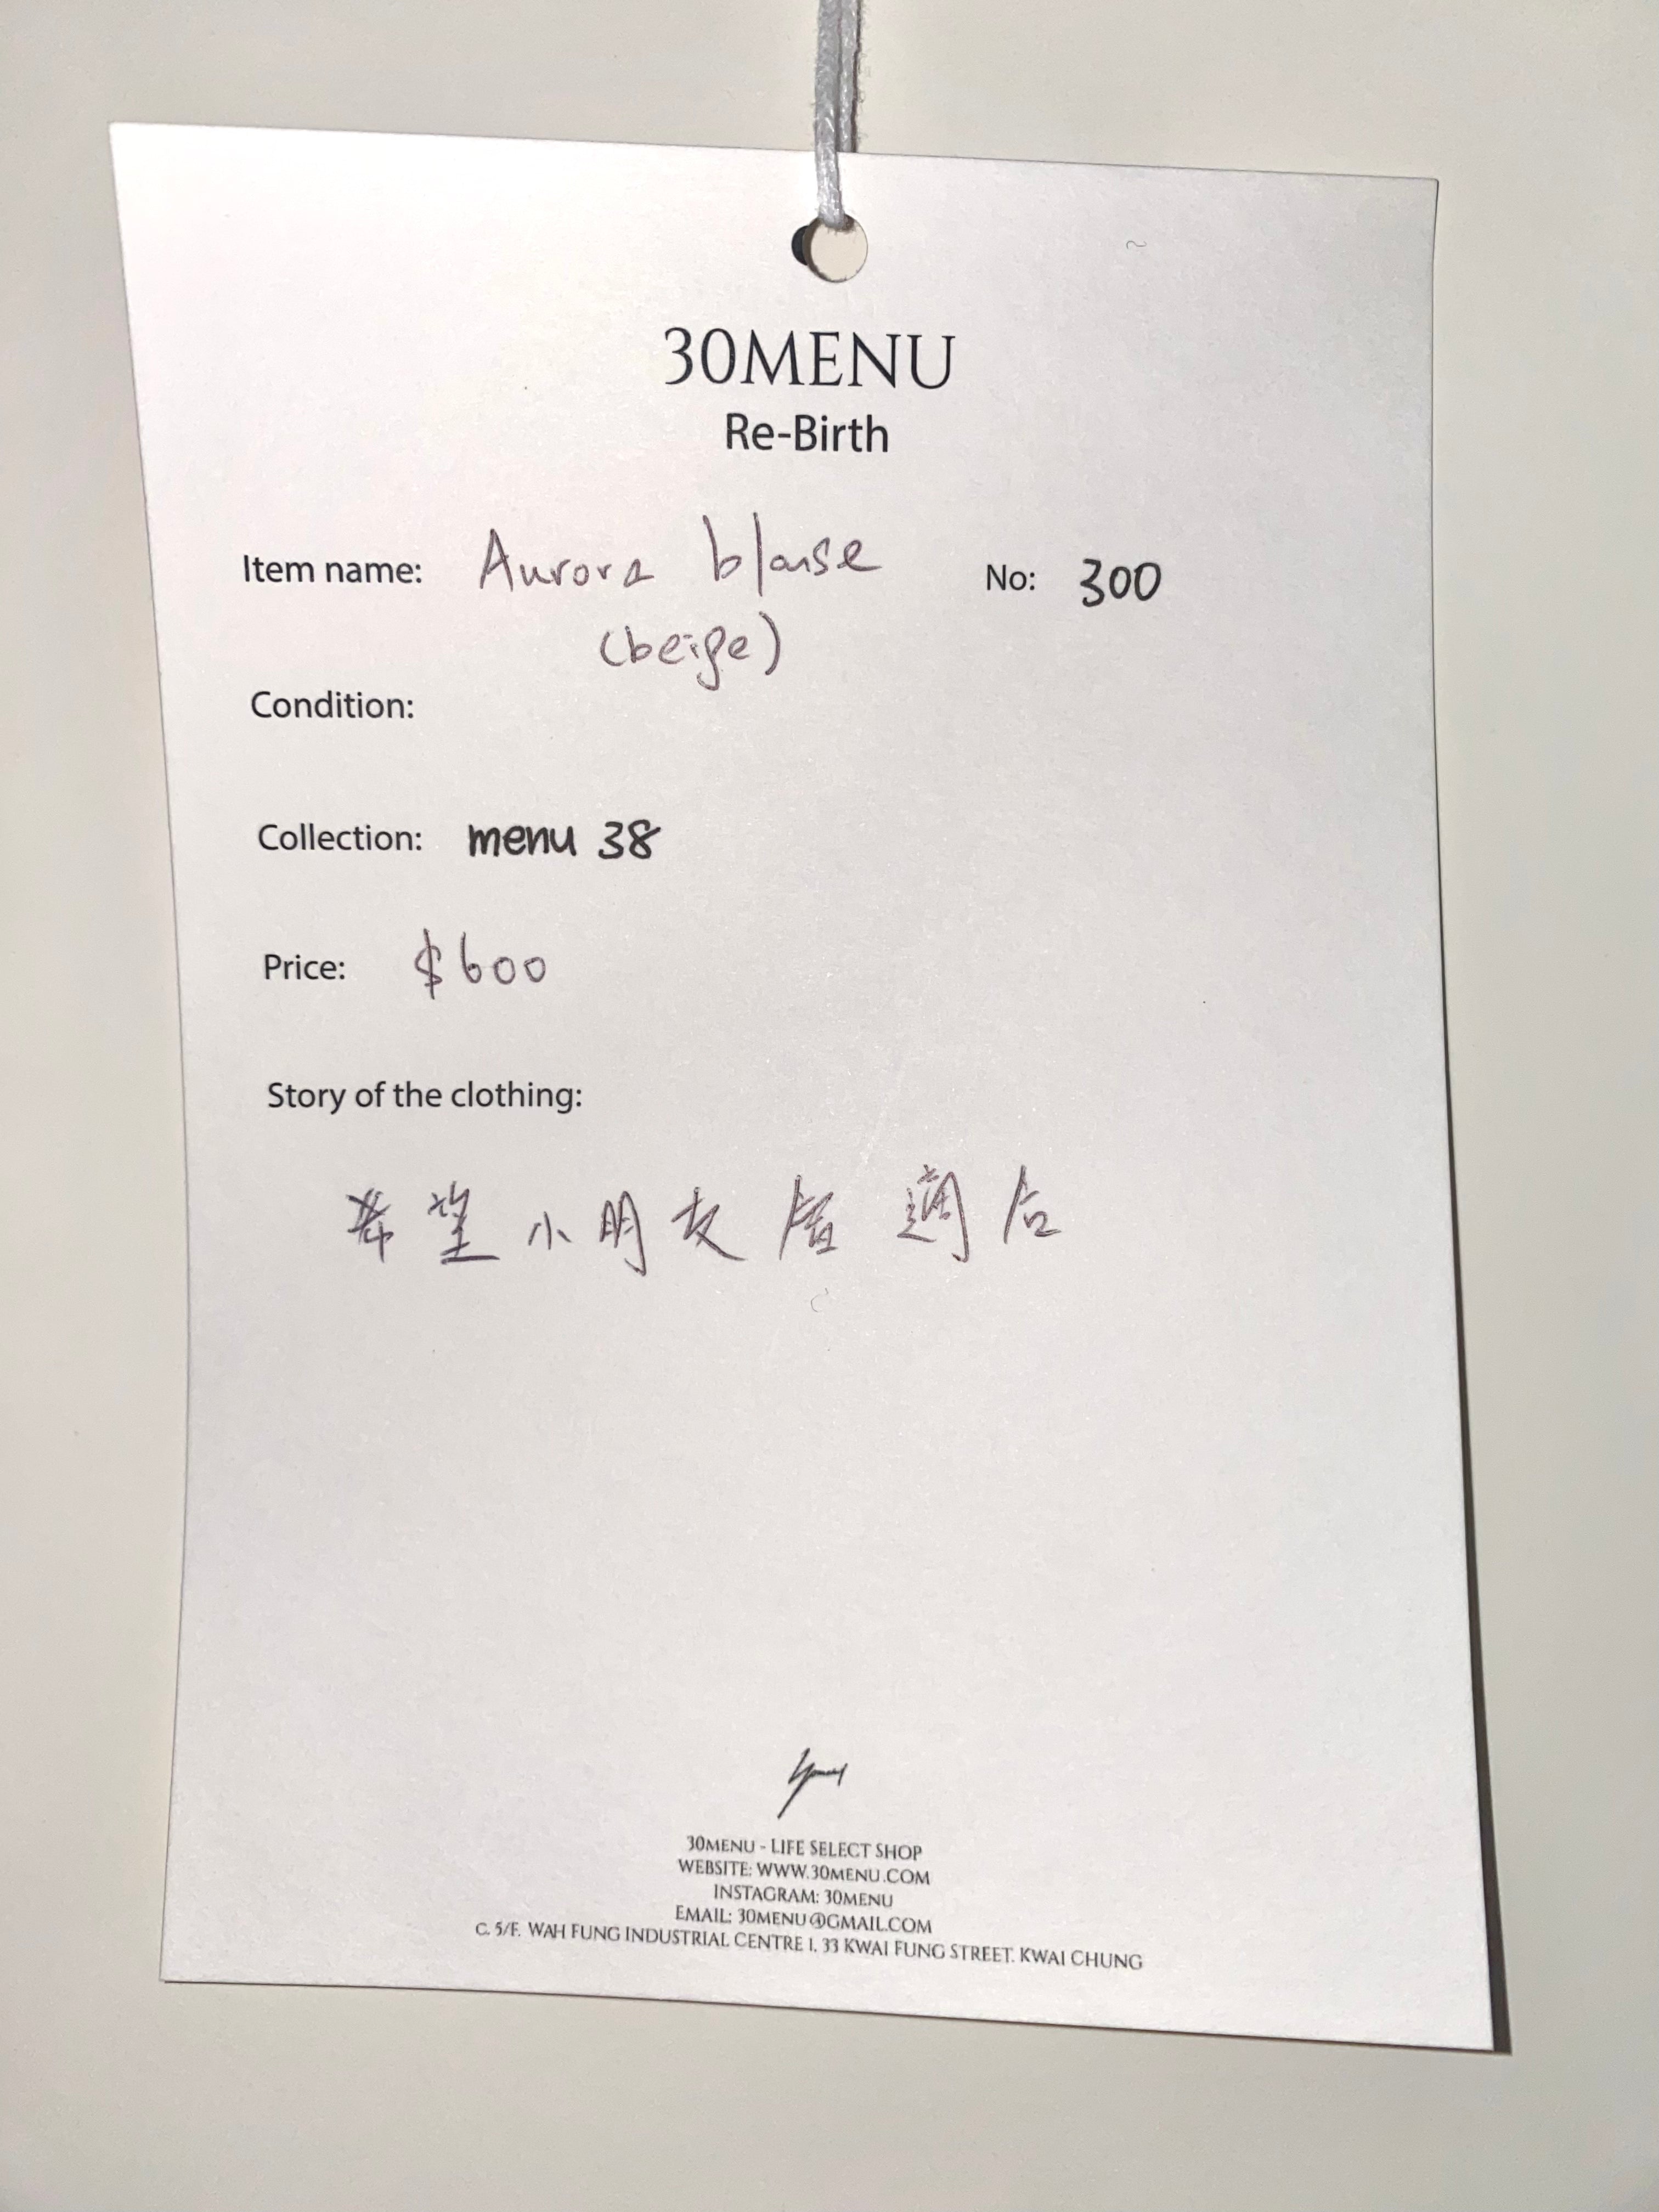 30MENU
Re-Birth
Item name: Aurora blouse No: 300
(beige)
Condition:
Collection: menu 38
Price: $600
Story of the clothing:
希望小朋友 適合
30MENU - LIFE SELECT SHOP
WEBSITE: WWW.30MENU.COM
INSTAGRAM: 30MENU
EMAIL: 30MENU@GMAIL.COM
C, 5/F, WAH FUNG INDUSTRIAL CENTRE 1, 33 KWAI FUNG STREET, KWAI CHUNG